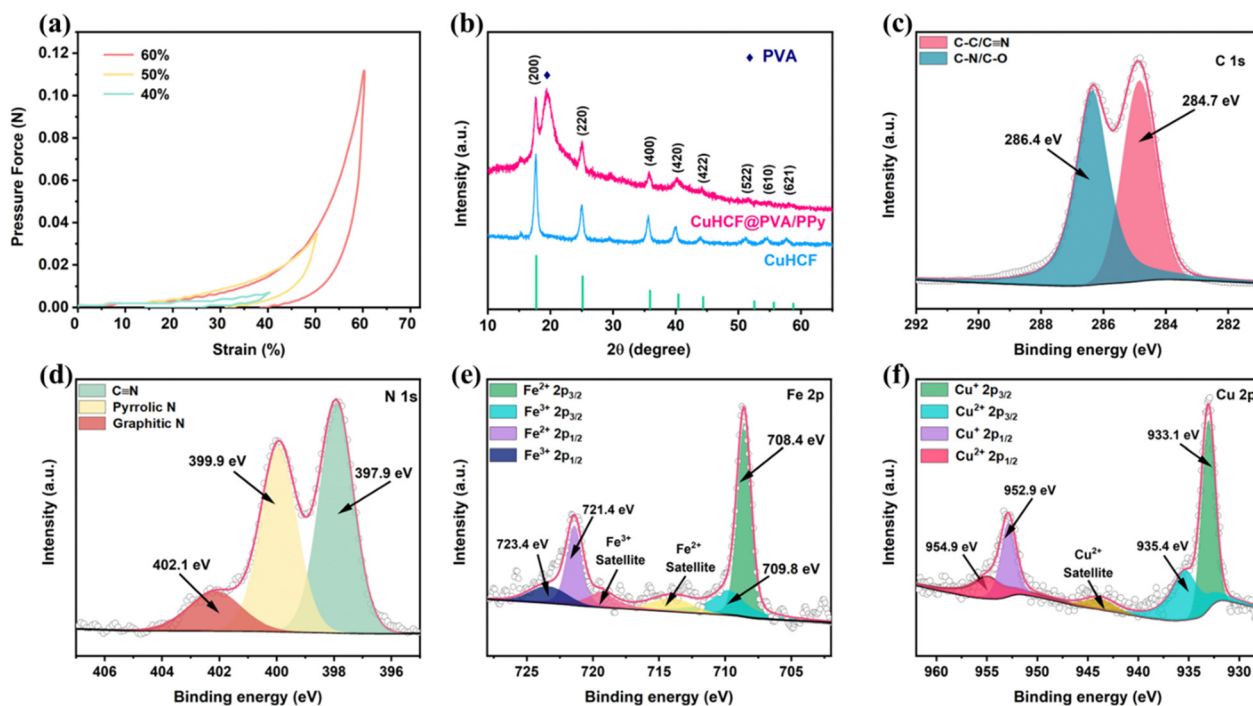 (a)
60%
50%
40%
Pressure Force (N)
0.12
0.10
0.08
0.06
0.04
0.02
0.00
0 10 20 30 40 50 60 70
Strain (%)
(b)
♦ PVA
(200)
(220)
(400)
(420)
(422)
(522)
(610)
(621)
CuHCF@PVA/PPy
CuHCF
Intensity (a.u.)
10 20 30 40 50 60
2θ (degree)
(c)
C-C/C≡N
C-N/C-O
C 1s
284.7 eV
286.4 eV
Intensity (a.u.)
292 290 288 286 284 282
Binding energy (eV)
(d)
C≡N
Pyrrolic N
Graphitic N
N 1s
399.9 eV
397.9 eV
402.1 eV
Intensity (a.u.)
406 404 402 400 398 396
Binding energy (eV)
(e)
Fe²⁺ 2p₃/₂
Fe³⁺ 2p₃/₂
Fe²⁺ 2p₁/₂
Fe³⁺ 2p₁/₂
Fe 2p
708.4 eV
721.4 eV
723.4 eV
Fe³⁺
Satellite
Fe²⁺
Satellite
709.8 eV
Intensity (a.u.)
725 720 715 710 705
Binding energy (eV)
(f)
Cu⁺ 2p₃/₂
Cu²⁺ 2p₃/₂
Cu⁺ 2p₁/₂
Cu²⁺ 2p₁/₂
Cu 2p
933.1 eV
952.9 eV
954.9 eV
Cu²⁺
Satellite
935.4 eV
Intensity (a.u.)
960 955 950 945 940 935 930
Binding energy (eV)